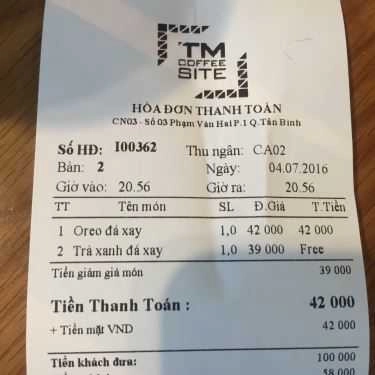 TM
COFFEE
SITE
HÓA ĐƠN THANH TOÁN
CN03 - Số 03 Phạm Văn Hai P.1 Q.Tân Bình
Số HĐ: I00362 Thu ngân: CA02
Bàn: 2 Ngày: 04.07.2016
Giờ vào: 20.56 Giờ ra: 20.56
TT Tên món SL Đ.Giá T.Tiền
1 Oreo đá xay 1,0 42 000 42 000
2 Trà xanh đá xay 1,0 39 000 Free
Tiền giảm giá món 39 000
Tiền Thanh Toán : 42 000
+ Tiền mặt VND 42 000
Tiền khách đưa: 100 000
58 000